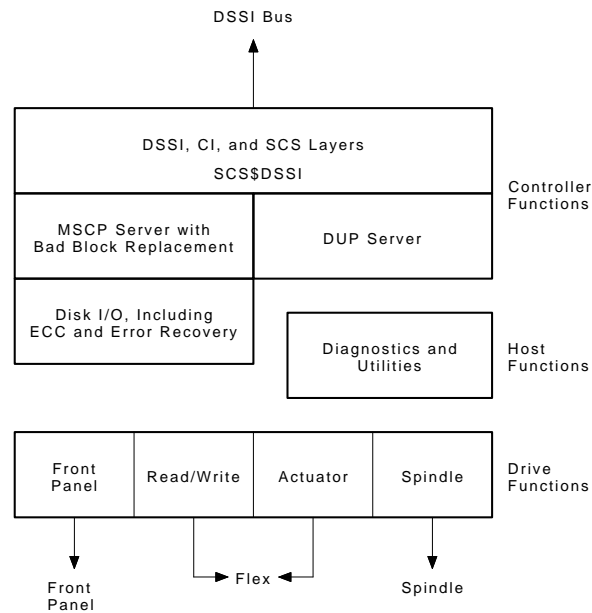 DSSI Bus
DSSI, CI, and SCS Layers
SCS$DSSI
Controller
Functions
MSCP Server with
Bad Block Replacement
DUP Server
Disk I/O, Including
ECC and Error Recovery
Diagnostics and
Utilities
Host
Functions
Front
Panel
Read/Write
Actuator
Spindle
Drive
Functions
Front
Panel
Flex
Spindle